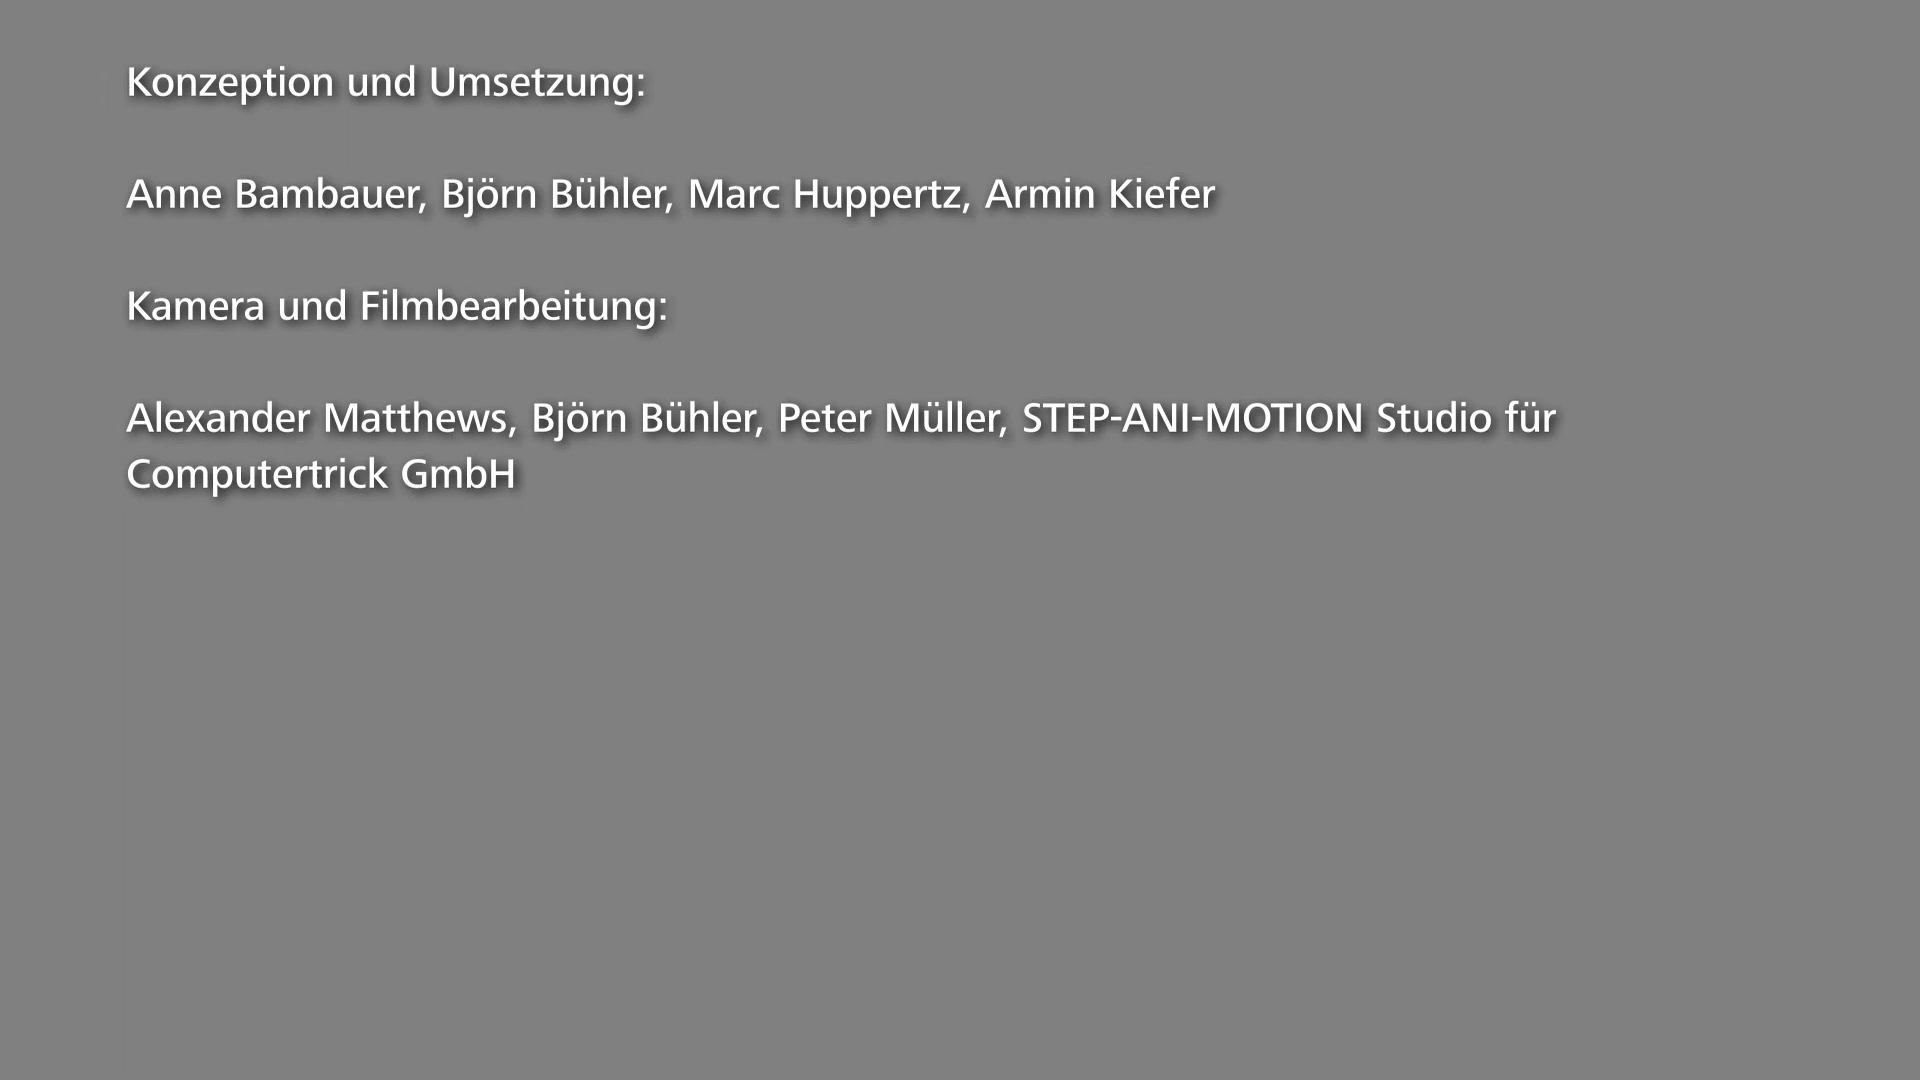 Konzeption und Umsetzung:
Anne Bambauer, Björn Bühler, Marc Huppertz, Armin Kiefer
Kamera und Filmbearbeitung:
Alexander Matthews, Björn Bühler, Peter Müller, STEP-ANI-MOTION Studio für
Computertrick GmbH